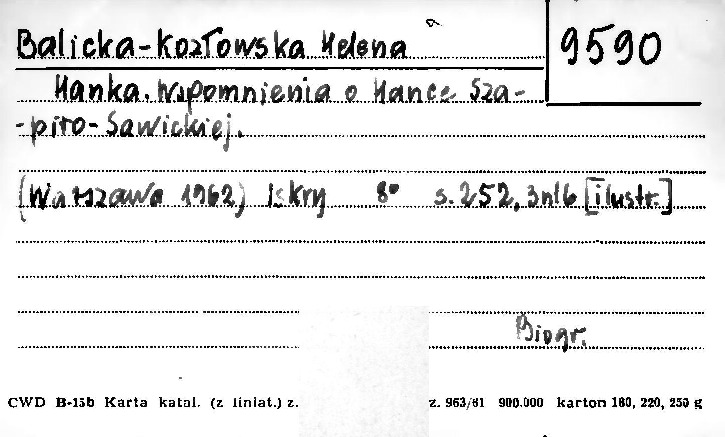 Balicka-Kozłowska Helena
9590
Hanka. Wspomnienia o Hance Sza-
-piro-Sawickiej.
(Warszawa 1962) Iskry 8° s. 252, 3nlb [ilustr.]
Biogr.
CWD B-15b Karta katal. (z liniat.) z. z. 963/61 900.000 karton 160, 220, 250 g